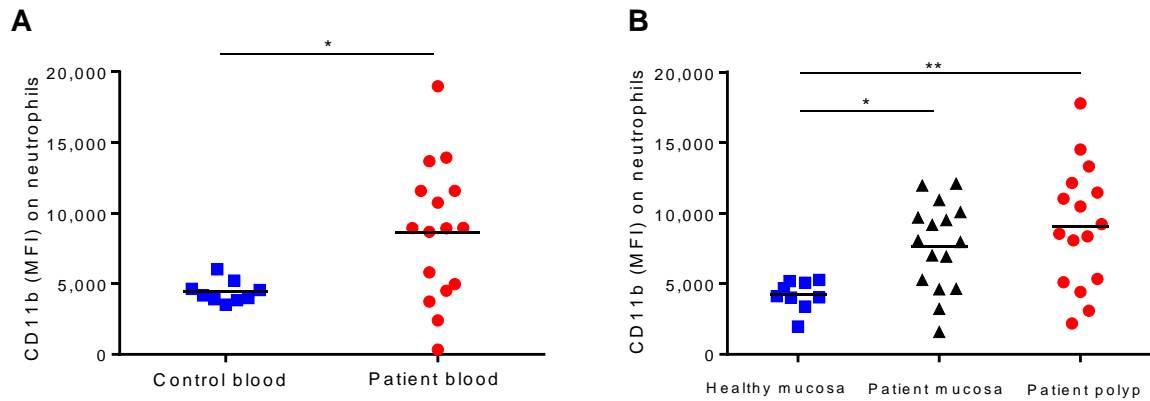 A
*
CD11b (MFI) on neutrophils
20,000
15,000
10,000
5,000
0
Control blood
Patient blood
B
**
*
CD11b (MFI) on neutrophils
20,000
15,000
10,000
5,000
0
Healthy mucosa
Patient mucosa
Patient polyp